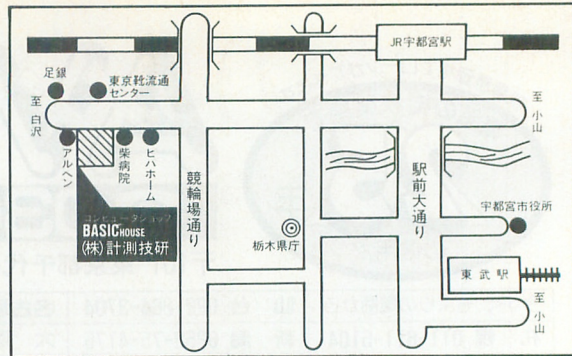 JR宇都宮駅
足銀
東京靴流通
センター
至白沢
至小山
アルヘン
柴病院
ヒハホーム
競輪場通り
駅前大通り
コンピュータショップ
BASIC HOUSE
(株)計測技研
栃木県庁
宇都宮市役所
東武駅
至小山